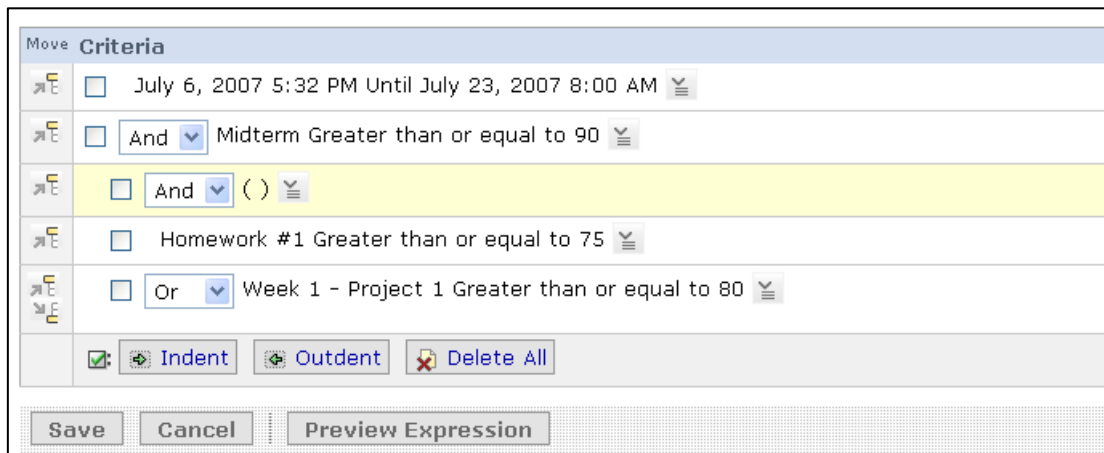 Move Criteria
July 6, 2007 5:32 PM Until July 23, 2007 8:00 AM
And Midterm Greater than or equal to 90
And ( )
Homework #1 Greater than or equal to 75
Or Week 1 - Project 1 Greater than or equal to 80
: Indent Outdent Delete All
Save Cancel Preview Expression